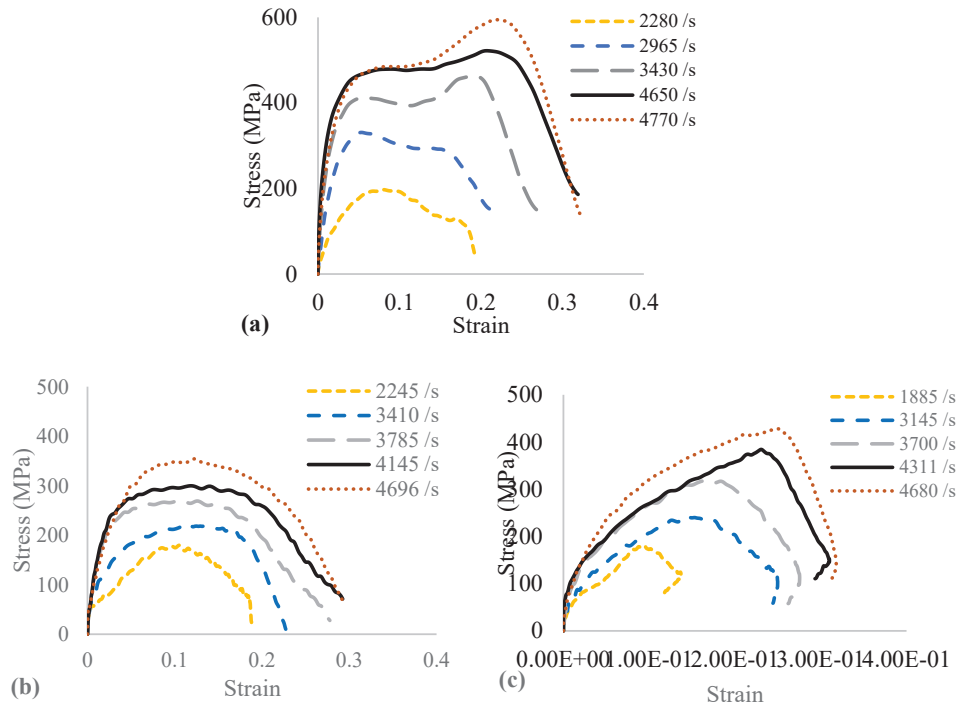 600
400
200
0
Stress (MPa)
0 0.1 0.2 0.3 0.4
Strain
2280 /s
2965 /s
3430 /s
4650 /s
4770 /s
(a)
500
400
300
200
100
0
Stress (MPa)
0 0.1 0.2 0.3 0.4
Strain
2245 /s
3410 /s
3785 /s
4145 /s
4696 /s
(b)
500
400
300
200
100
0
Stress (MPa)
0.00E+00 1.00E-01 2.00E-01 3.00E-01 4.00E-01
Strain
1885 /s
3145 /s
3700 /s
4311 /s
4680 /s
(c)